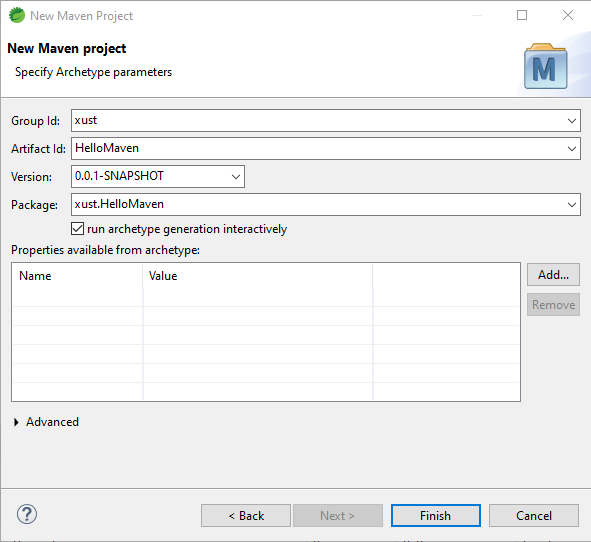 New Maven Project
New Maven project
Specify Archetype parameters
M
Group Id: xust
Artifact Id: HelloMaven
Version: 0.0.1-SNAPSHOT
Package: xust.HelloMaven
run archetype generation interactively
Properties available from archetype:
Name Value
Add...
Remove
Advanced
? < Back Next > Finish Cancel